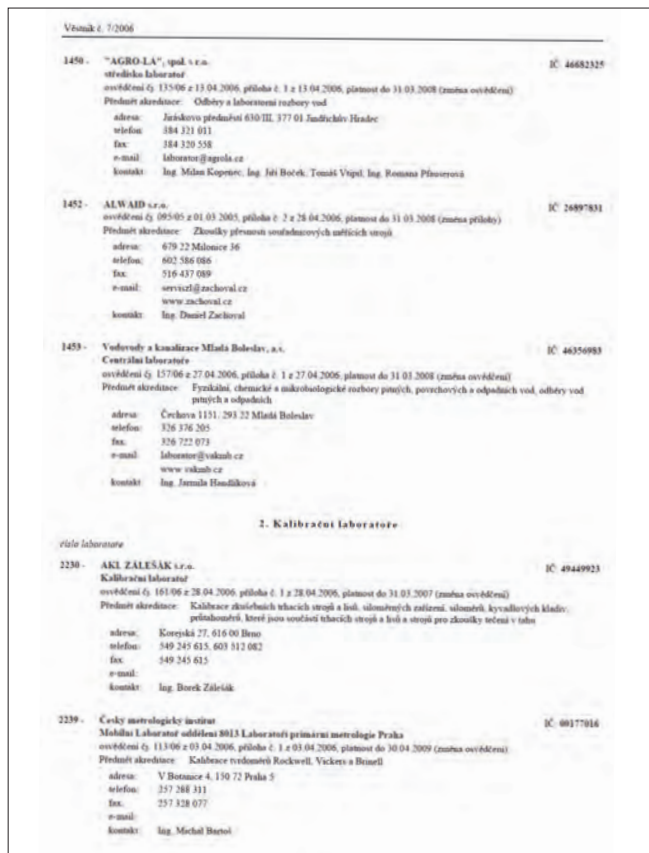 Věstník č. 7/2006
1450 - "AGRO-LA", spol. s r.o. IČ: 46682325
středisko laboratoř
osvědčení čj. 135/06 z 13.04.2006, příloha č. 1 z 13.04.2006, platnost do 31.03.2008 (změna osvědčení)
Předmět akreditace: Odběry a laboratorní rozbory vod
adresa: Jiráskovo předměstí 630/III, 377 01 Jindřichův Hradec
telefon: 384 321 011
fax: 384 320 558
e-mail: laborator@agrola.cz
kontakt: Ing. Milan Kopenec, Ing. Jiří Boček, Tomáš Vtípil, Ing. Romana Pfauserová
1452 - ALWAID s.r.o. IČ: 26897831
osvědčení čj. 095/05 z 01.03.2005, příloha č. 2 z 28.04.2006, platnost do 31.03.2008 (změna přílohy)
Předmět akreditace: Zkoušky přesnosti souřadnicových měřících strojů
adresa: 679 22 Milonice 36
telefon: 602 586 086
fax: 516 437 089
e-mail: serviszl@zachoval.cz
www.zachoval.cz
kontakt: Ing. Daniel Zachoval
1453 - Vodovody a kanalizace Mladá Boleslav, a.s. IČ: 46356983
Centrální laboratoře
osvědčení čj. 157/06 z 27.04.2006, příloha č. 1 z 27.04.2006, platnost do 31.03.2008 (změna osvědčení)
Předmět akreditace: Fyzikální, chemické a mikrobiologické rozbory pitných, povrchových a odpadních vod, odběry vod
pitných a odpadních
adresa: Čechova 1151, 293 22 Mladá Boleslav
telefon: 326 376 205
fax: 326 722 073
e-mail: laborator@vakmb.cz
www.vakmb.cz
kontakt: Ing. Jarmila Handláková
2. Kalibrační laboratoře
číslo laboratoře
2230 - AKL ZÁLEŠÁK s.r.o. IČ: 49449923
Kalibrační laboratoř
osvědčení čj. 161/06 z 28.04.2006, příloha č. 1 z 28.04.2006, platnost do 31.03.2007 (změna osvědčení)
Předmět akreditace: Kalibrace zkušebních trhacích strojů a lisů, siloměrných zařízení, siloměrů, kyvadlových kladiv,
průtahoměrů, které jsou součástí trhacích strojů a lisů a strojů pro zkoušky tečení v tahu
adresa: Korejská 27, 616 00 Brno
telefon: 549 245 615, 603 512 082
fax: 549 245 615
e-mail:
kontakt: Ing. Borek Zálešák
2239 - Český metrologický institut IČ: 00177016
Mobilní Laboratoř oddělení 8013 Laboratoří primární metrologie Praha
osvědčení čj. 113/06 z 03.04.2006, příloha č. 1 z 03.04.2006, platnost do 30.04.2009 (změna osvědčení)
Předmět akreditace: Kalibrace tvrdoměrů Rockwell, Vickers a Brinell
adresa: V Botanice 4, 150 72 Praha 5
telefon: 257 288 311
fax: 257 328 077
e-mail:
kontakt: Ing. Michal Bartoš